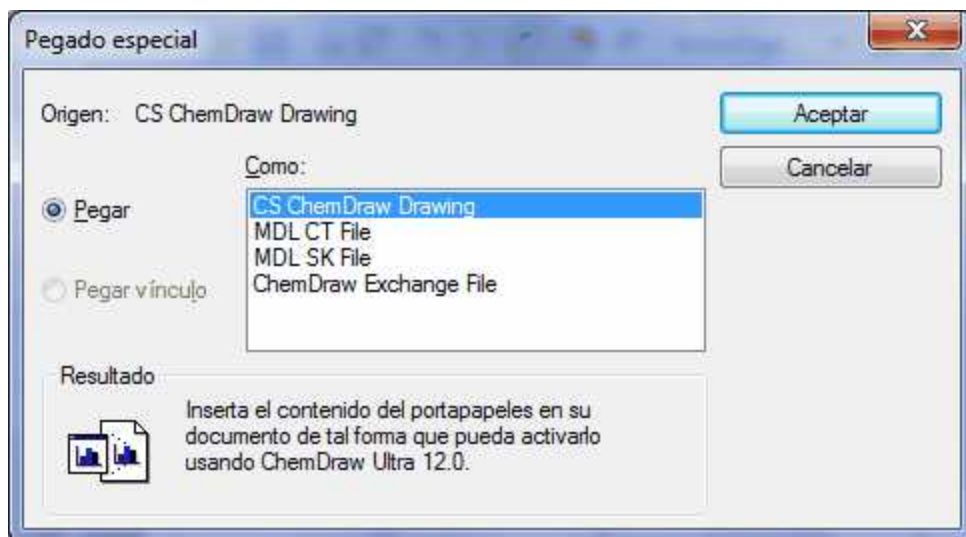 Pegado especial
Origen: CS ChemDraw Drawing
Aceptar
Como:
Cancelar
Pegar
CS ChemDraw Drawing
MDL CT File
MDL SK File
ChemDraw Exchange File
Pegar vínculo
Resultado
Inserta el contenido del portapapeles en su
documento de tal forma que pueda activarlo
usando ChemDraw Ultra 12.0.